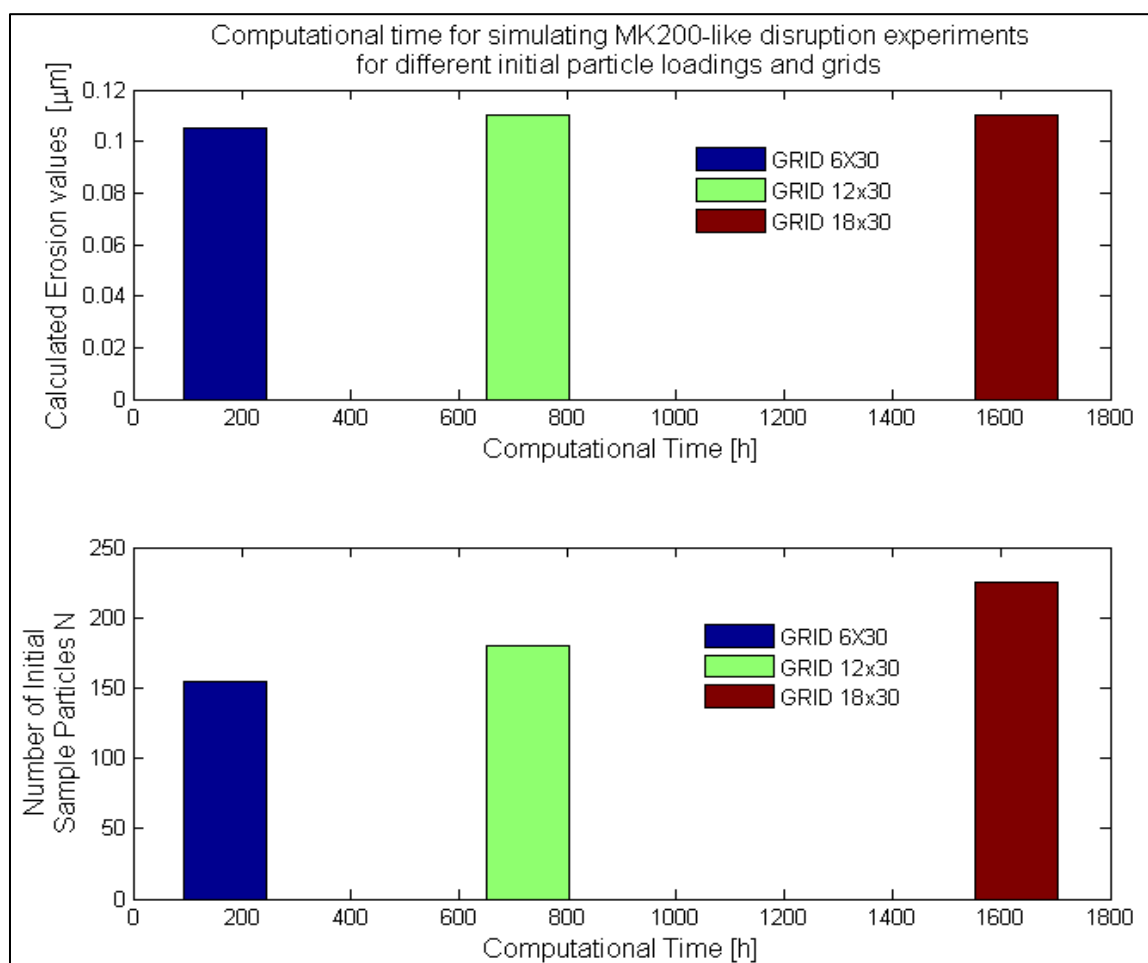 Computational time for simulating MK200-like disruption experiments
for different initial particle loadings and grids
Calculated Erosion values [μm]
0.12
0.1
0.08
0.06
0.04
0.02
0
GRID 6X30
GRID 12x30
GRID 18x30
0 200 400 600 800 1000 1200 1400 1600 1800
Computational Time [h]
Number of Initial
Sample Particles N
250
200
150
100
50
0
GRID 6X30
GRID 12x30
GRID 18x30
0 200 400 600 800 1000 1200 1400 1600 1800
Computational Time [h]